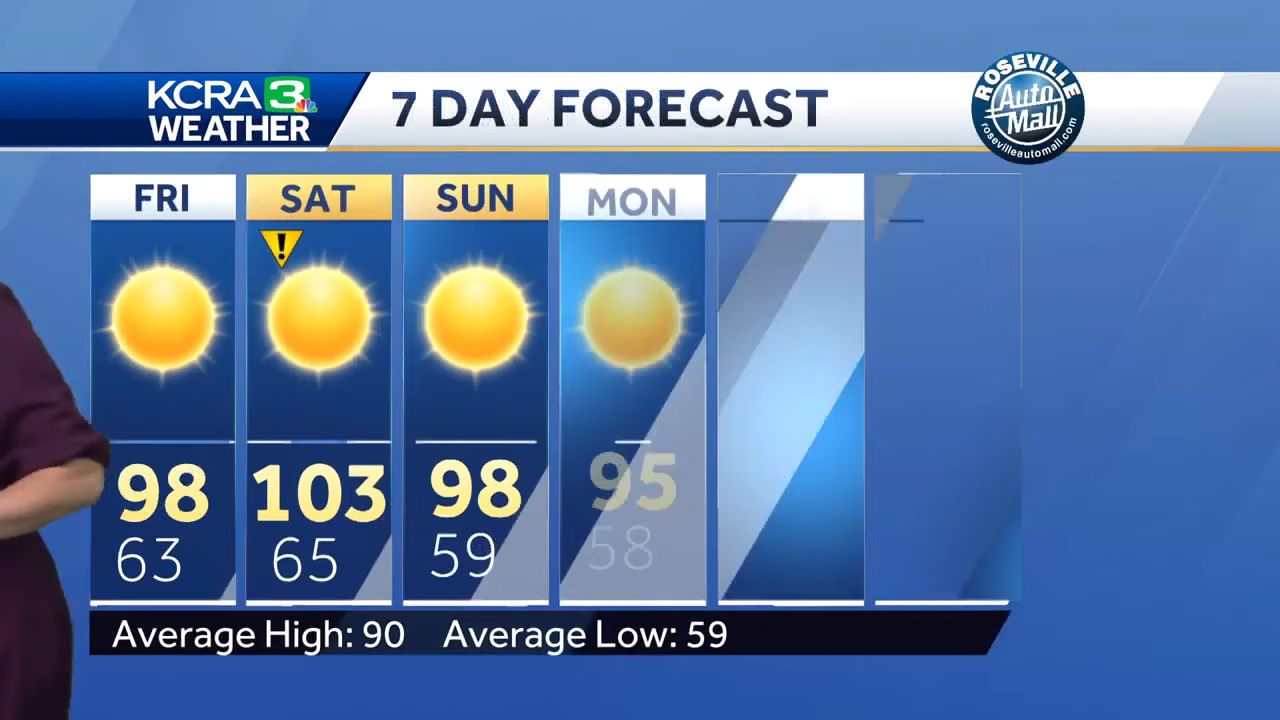 KCRA 3
WEATHER
7 DAY FORECAST
ROSEVILLE
Auto
Mall
rosevilleautomall.com
FRI
SAT
SUN
MON
!
98
103
98
95
63
65
59
58
Average High: 90 Average Low: 59